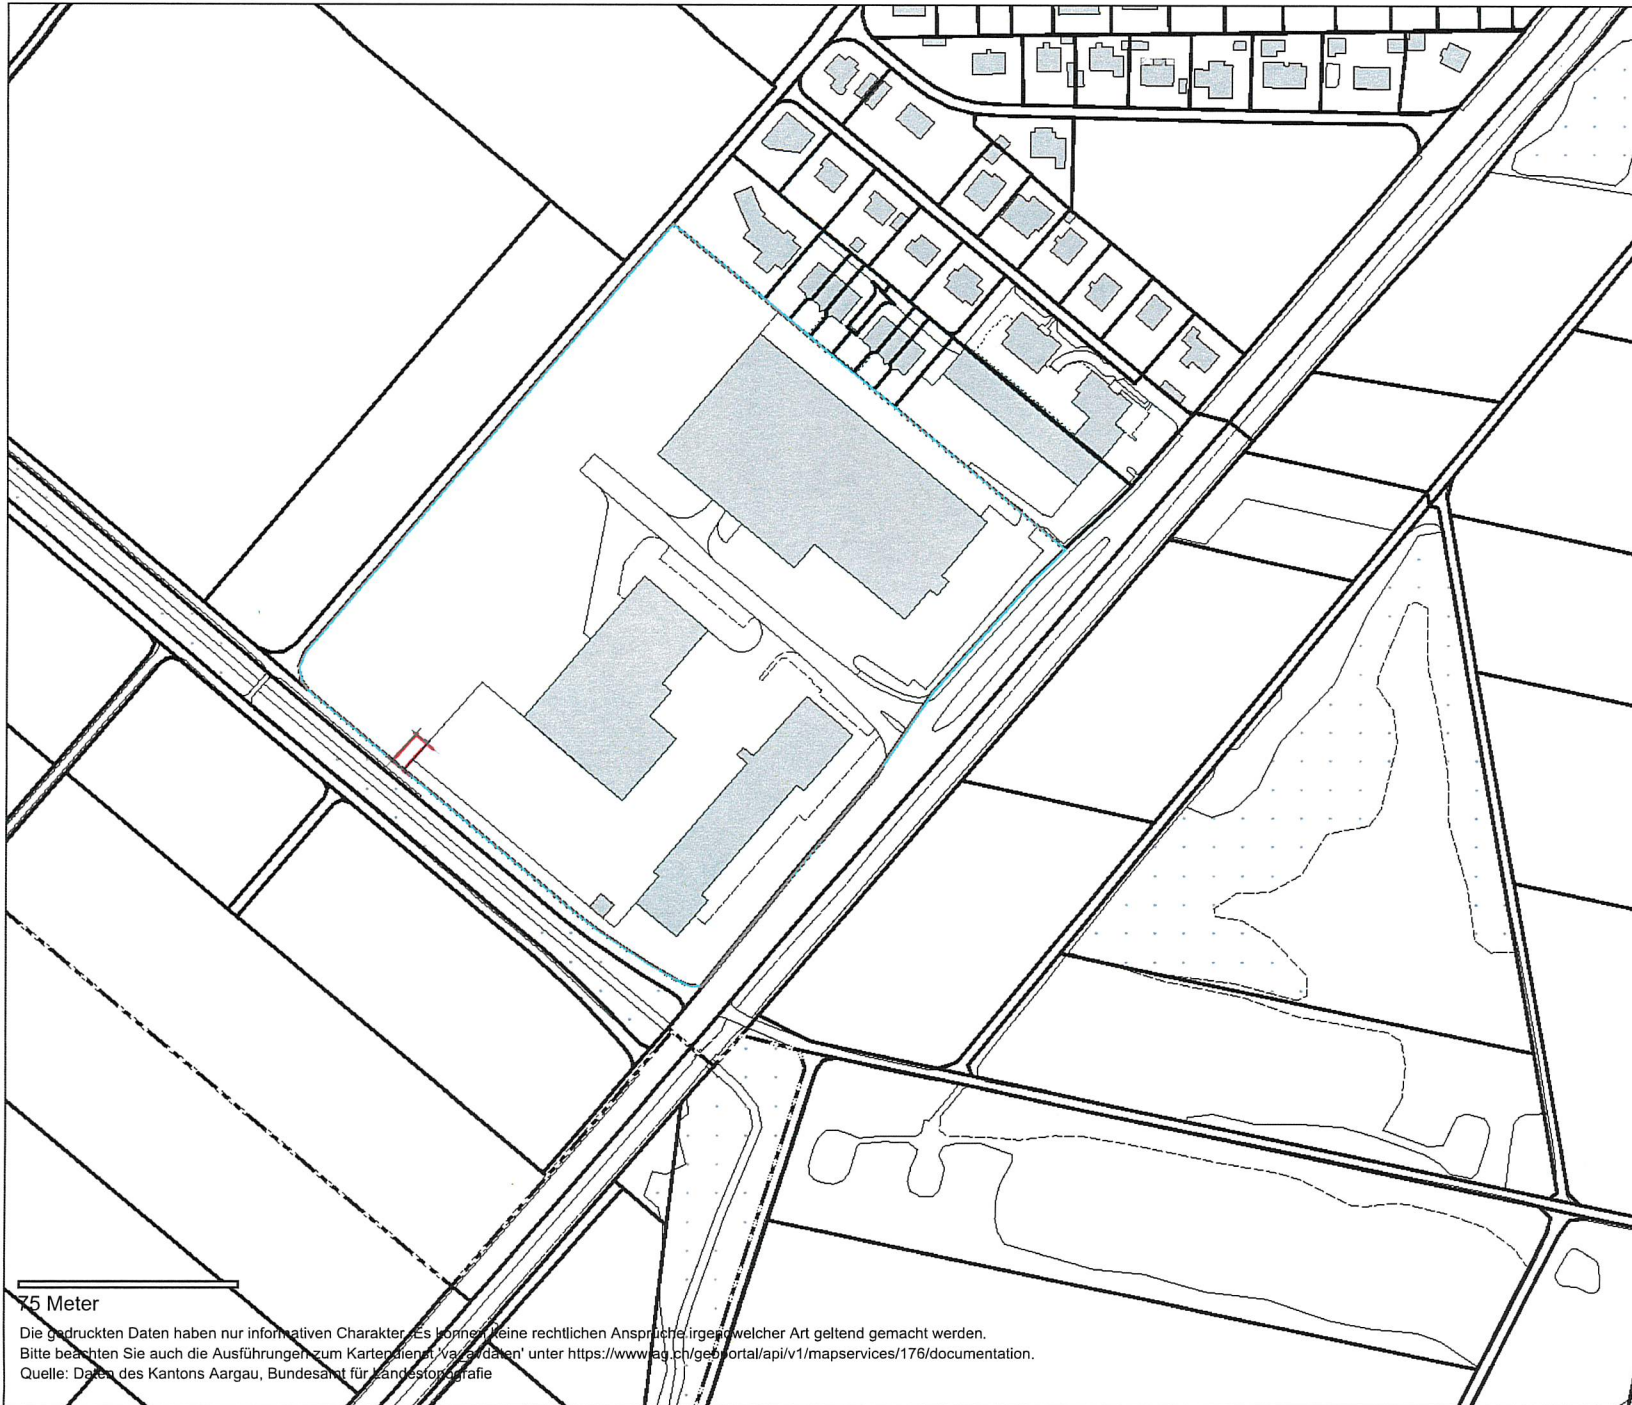 75 Meter
Die gedruckten Daten haben nur informativen Charakter. Es können keine rechtlichen Ansprüche irgendwelcher Art geltend gemacht werden.
Bitte beachten Sie auch die Ausführungen zum Kartendienst 'va_avdaten' unter https://www.ag.ch/geoportal/api/v1/mapservices/176/documentation.
Quelle: Daten des Kantons Aargau, Bundesamt für Landestopografie